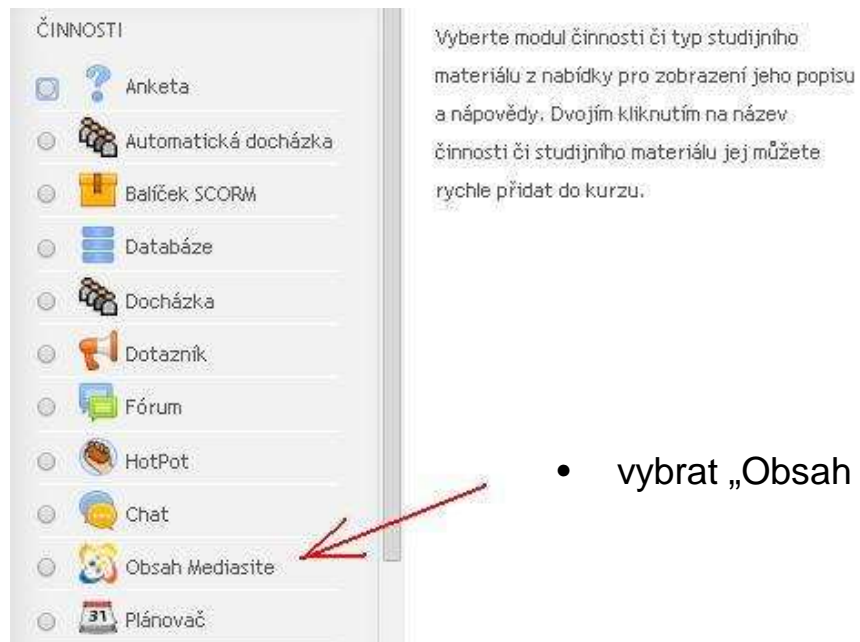 ČINNOSTI
Anketa
Automatická docházka
Balíček SCORM
Databáze
Docházka
Dotazník
Fórum
HotPot
Chat
Obsah Mediasite
31
Plánovač
Vyberte modul činnosti či typ studijního
materiálu z nabídky pro zobrazení jeho popisu
a nápovědy. Dvojím kliknutím na název
činnosti či studijního materiálu jej můžete
rychle přidat do kurzu.
• vybrat „Obsah